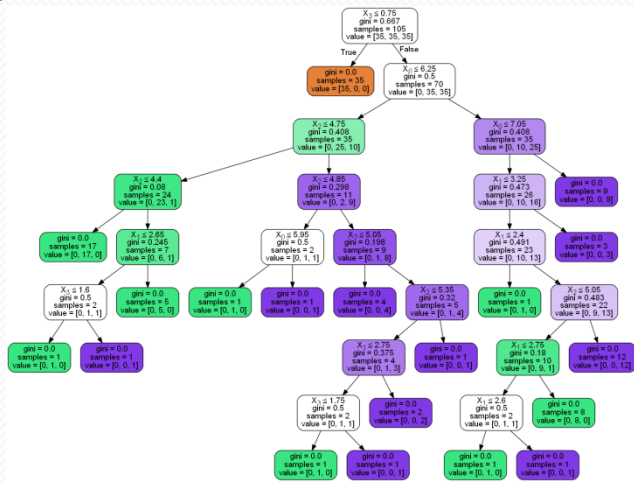 X3 ≤ 0.75
gini = 0.667
samples = 105
value = [35, 35, 35]
True
False
gini = 0.0
samples = 35
value = [35, 0, 0]
X0 ≤ 6.25
gini = 0.5
samples = 70
value = [0, 35, 35]
X2 ≤ 4.75
gini = 0.408
samples = 35
value = [0, 25, 10]
X0 ≤ 7.05
gini = 0.408
samples = 35
value = [0, 10, 25]
X2 ≤ 4.4
gini = 0.08
samples = 24
value = [0, 23, 1]
X2 ≤ 4.85
gini = 0.298
samples = 11
value = [0, 2, 9]
X1 ≤ 3.25
gini = 0.473
samples = 26
value = [0, 10, 16]
gini = 0.0
samples = 9
value = [0, 0, 9]
gini = 0.0
samples = 17
value = [0, 17, 0]
X1 ≤ 2.65
gini = 0.245
samples = 7
value = [0, 6, 1]
X0 ≤ 5.95
gini = 0.5
samples = 2
value = [0, 1, 1]
X2 ≤ 5.05
gini = 0.198
samples = 9
value = [0, 1, 8]
X1 ≤ 2.4
gini = 0.491
samples = 23
value = [0, 10, 13]
gini = 0.0
samples = 3
value = [0, 0, 3]
X3 ≤ 1.6
gini = 0.5
samples = 2
value = [0, 1, 1]
gini = 0.0
samples = 5
value = [0, 5, 0]
gini = 0.0
samples = 1
value = [0, 1, 0]
gini = 0.0
samples = 1
value = [0, 0, 1]
gini = 0.0
samples = 4
value = [0, 0, 4]
≤ 5.35
gini = 0.32
samples = 5
value = [0, 1, 4]
gini = 0.0
samples = 1
value = [0, 1, 0]
X2 ≤ 5.05
gini = 0.483
samples = 22
value = [0, 9, 13]
gini = 0.0
samples = 1
value = [0, 1, 0]
gini = 0.0
samples = 1
value = [0, 0, 1]
X1 ≤ 2.75
gini = 0.375
samples = 4
value = [0, 1, 3]
gini = 0.0
samples = 1
value = [0, 0, 1]
X1 ≤ 2.75
gini = 0.18
samples = 10
value = [0, 9, 1]
gini = 0.0
samples = 12
value = [0, 0, 12]
X3 ≤ 1.75
gini = 0.5
samples = 2
value = [0, 1, 1]
gini = 0.0
samples = 2
value = [0, 0, 2]
X1 ≤ 2.6
gini = 0.5
samples = 2
value = [0, 1, 1]
gini = 0.0
samples = 8
value = [0, 8, 0]
gini = 0.0
samples = 1
value = [0, 1, 0]
gini = 0.0
samples = 1
value = [0, 0, 1]
gini = 0.0
samples = 1
value = [0, 1, 0]
gini = 0.0
samples = 1
value = [0, 0, 1]